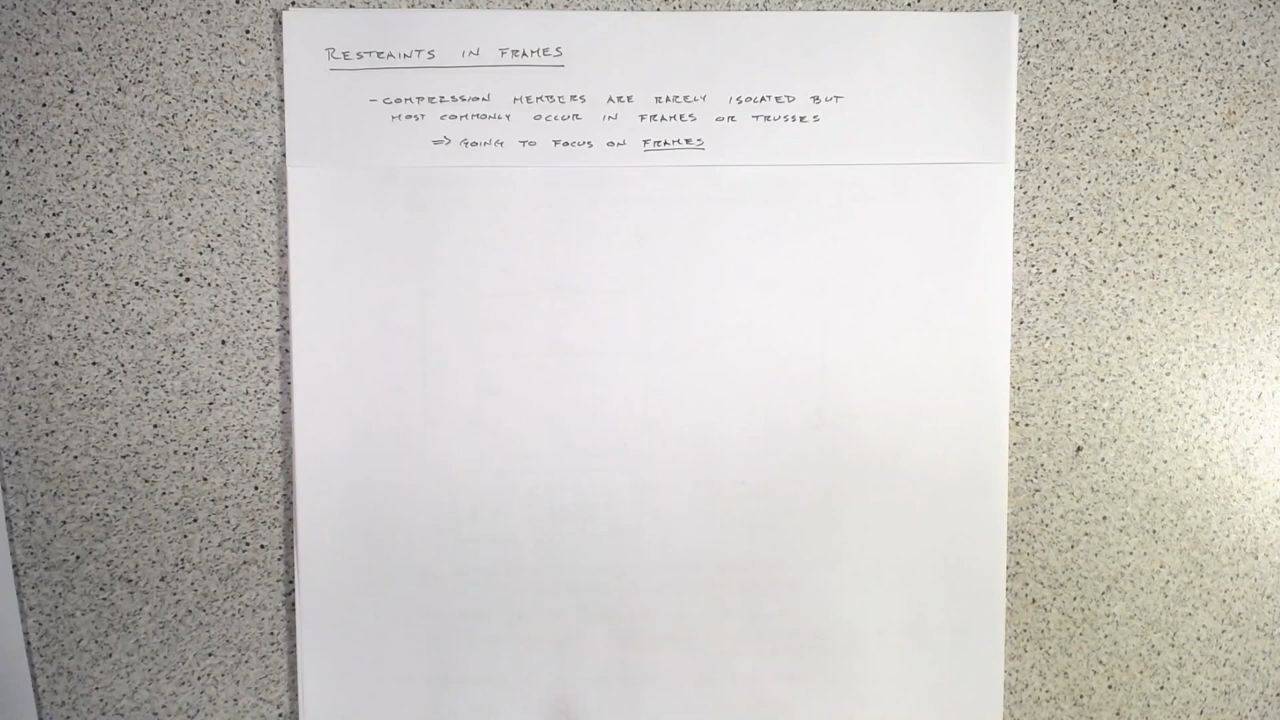 RESTRAINTS IN FRAMES
- COMPRESSION MEMBERS ARE RARELY ISOLATED BUT
MOST COMMONLY OCCUR IN FRAMES OR TRUSSES
⇒ GOING TO FOCUS ON FRAMES